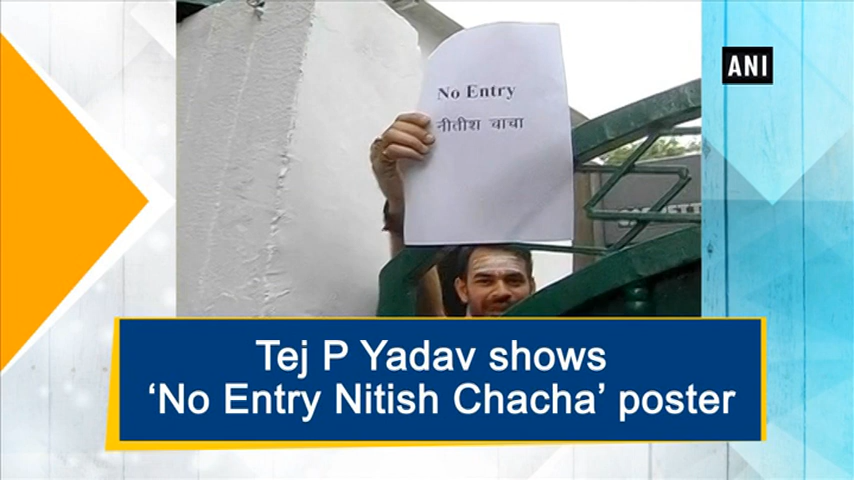 ANI
No Entry
नीतीश चाचा
Tej P Yadav shows
‘No Entry Nitish Chacha’ poster